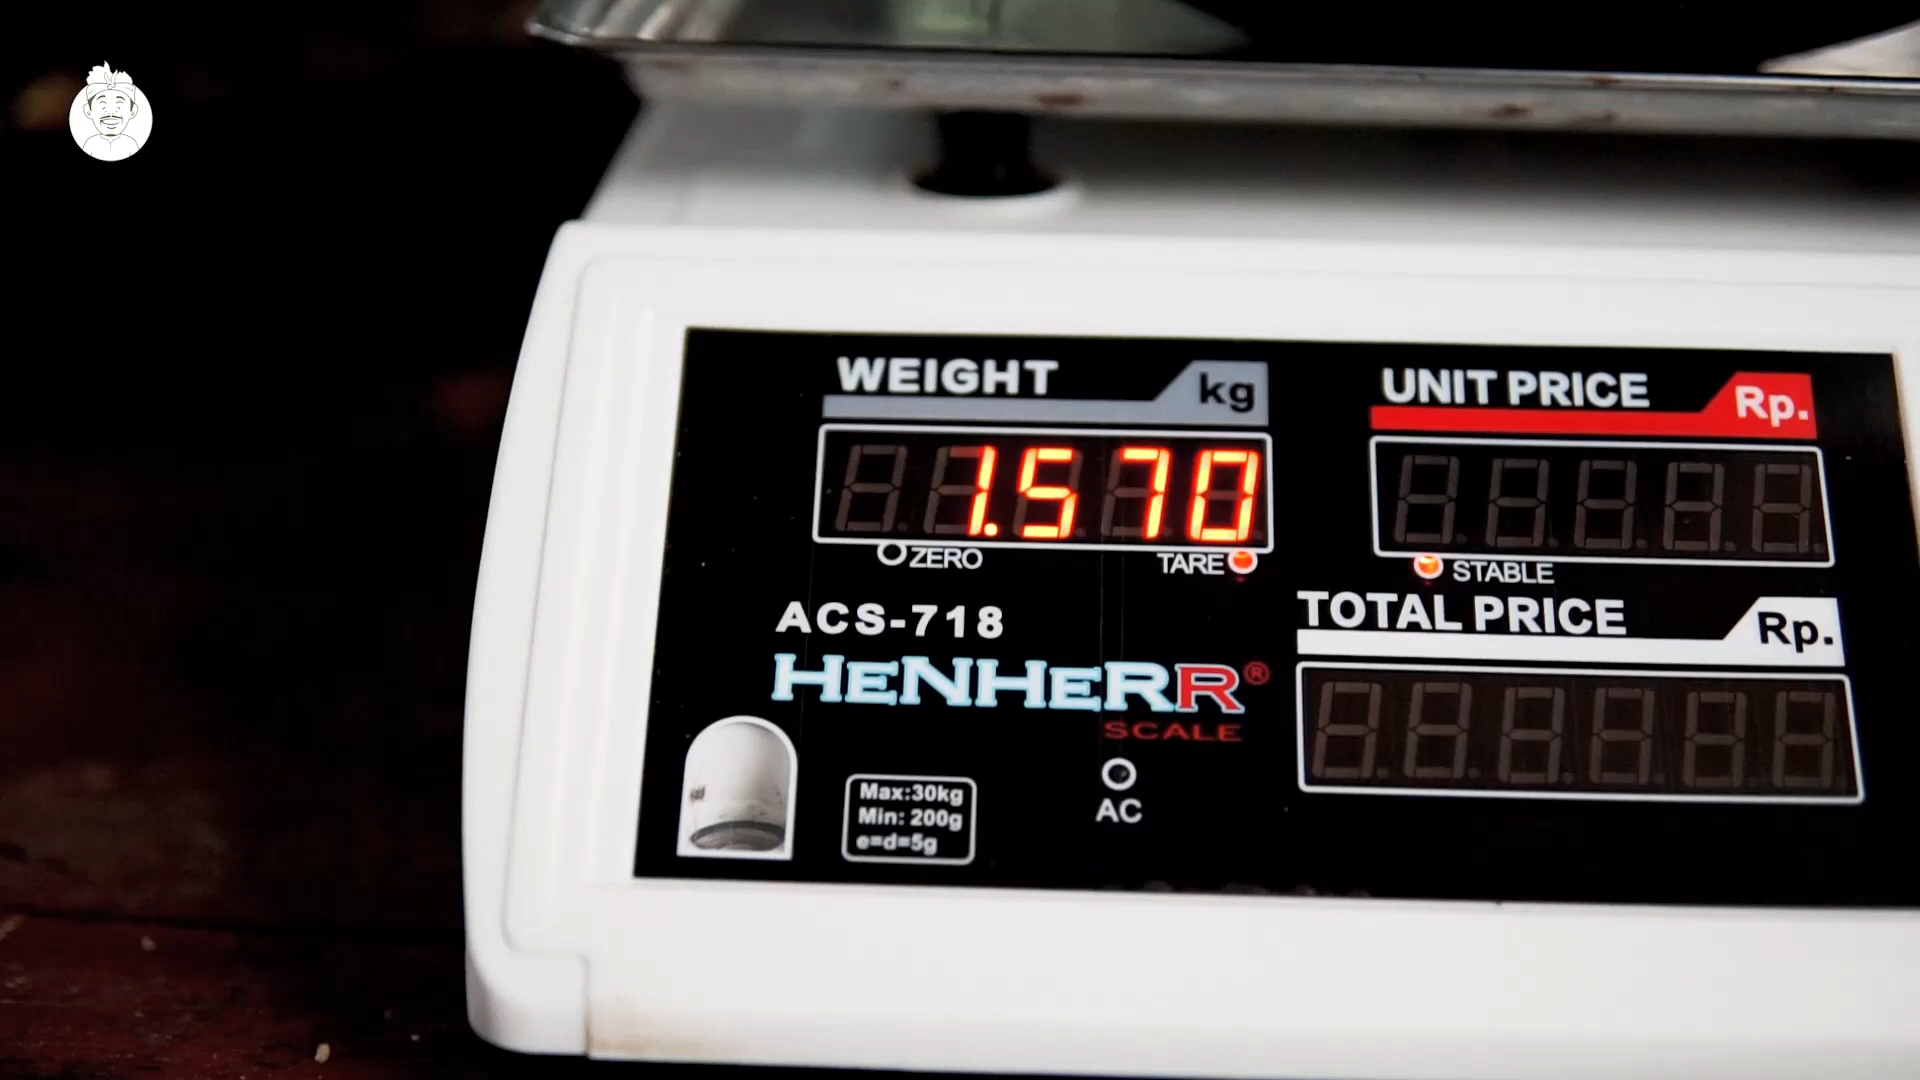 WEIGHT kg
1.570
ZERO
TARE
UNIT PRICE Rp.
STABLE
ACS-718
HENHERR®
SCALE
TOTAL PRICE Rp.
Max:30kg
Min: 200g
e=d=5g
AC